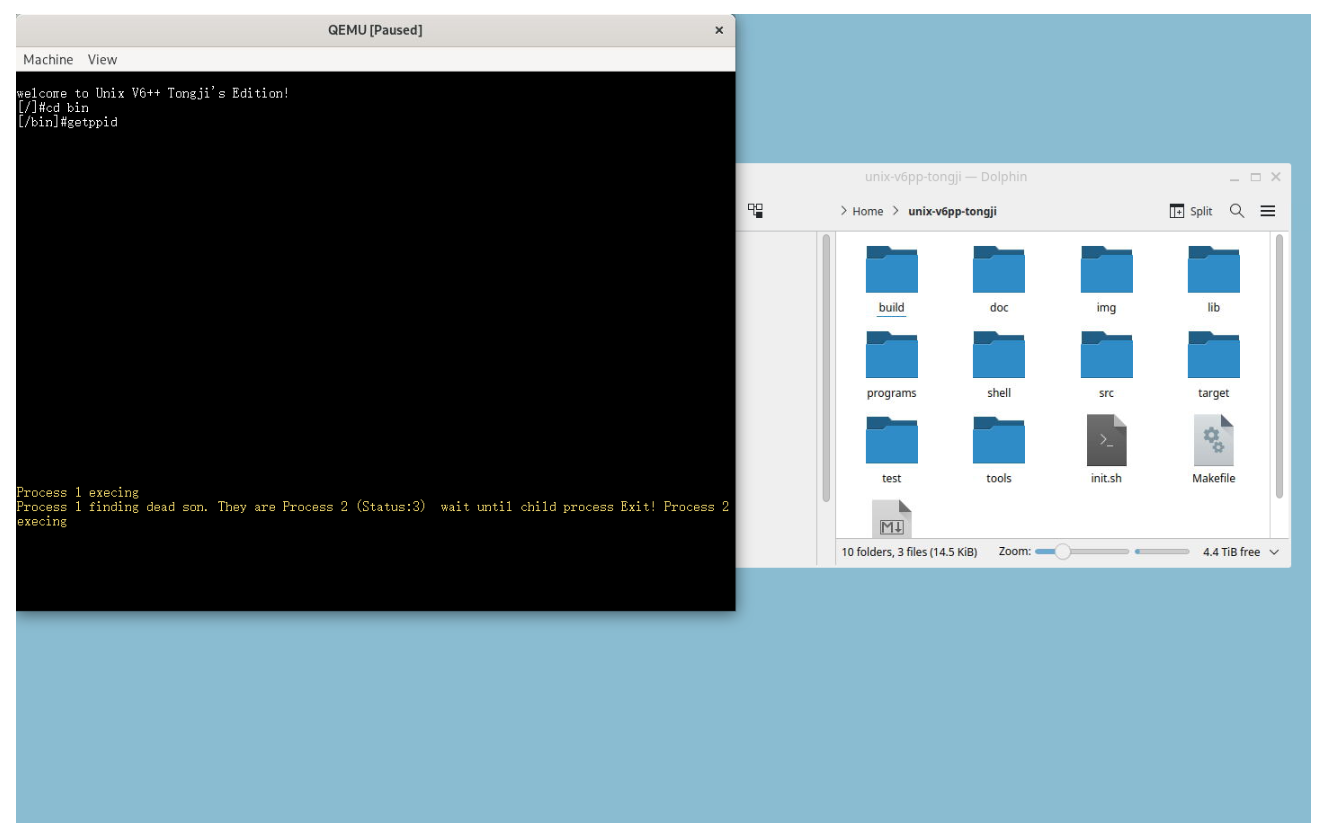 QEMU [Paused]
Machine View
welcome to Unix V6++ Tongji's Edition!
[/]#cd bin
[/bin]#getppid
Process 1 execing
Process 1 finding dead son. They are Process 2 (Status:3)  wait until child process Exit! Process 2
execing
unix-v6pp-tongji — Dolphin
Home > unix-v6pp-tongji
Split
build doc img lib
programs shell src target
test tools init.sh Makefile
10 folders, 3 files (14.5 KiB) Zoom: 4.4 TiB free